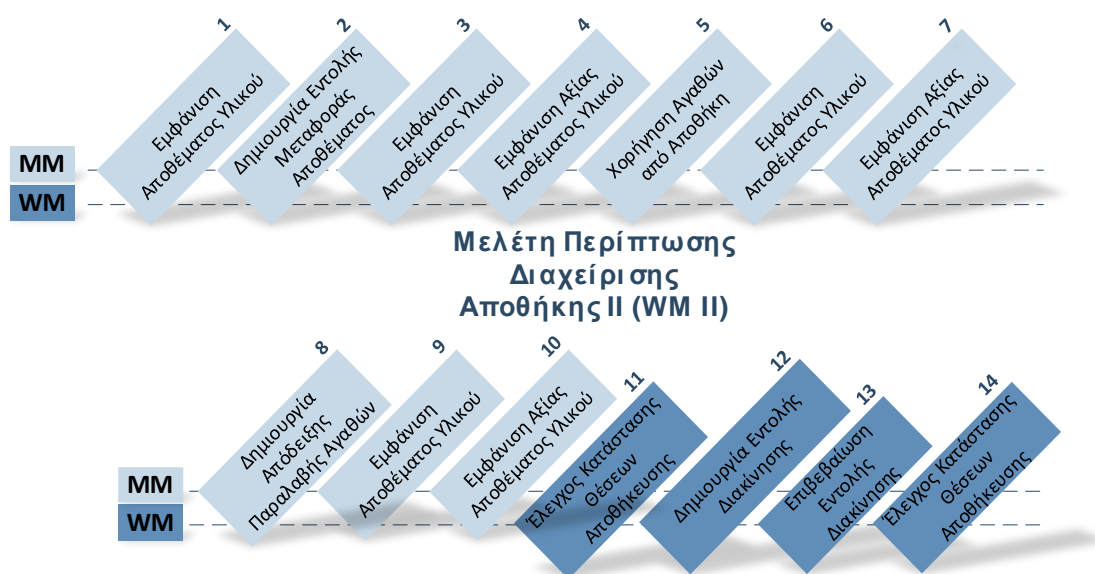 1
Εμφάνιση
Αποθέματος Υλικού
2
Δημιουργία Εντολής
Μεταφοράς
Αποθέματος
3
Εμφάνιση
Αποθέματος Υλικού
4
Εμφάνιση Αξίας
Αποθέματος Υλικού
5
Χορήγηση Αγαθών
από Αποθήκη
6
Εμφάνιση
Αποθέματος Υλικού
7
Εμφάνιση Αξίας
Αποθέματος Υλικού
MM
WM
Μελέτη Περίπτωσης
Διαχείρισης
Αποθήκης II (WM II)
8
Δημιουργία
Απόδειξης
Παραλαβής Αγαθών
9
Εμφάνιση
Αποθέματος Υλικού
10
Εμφάνιση Αξίας
Αποθέματος Υλικού
11
Έλεγχος Κατάστασης
Θέσεων
Αποθήκευσης
12
Δημιουργία Εντολής
Διακίνησης
13
Επιβεβαίωση
Εντολής
Διακίνησης
14
Έλεγχος Κατάστασης
Θέσεων
Αποθήκευσης
MM
WM